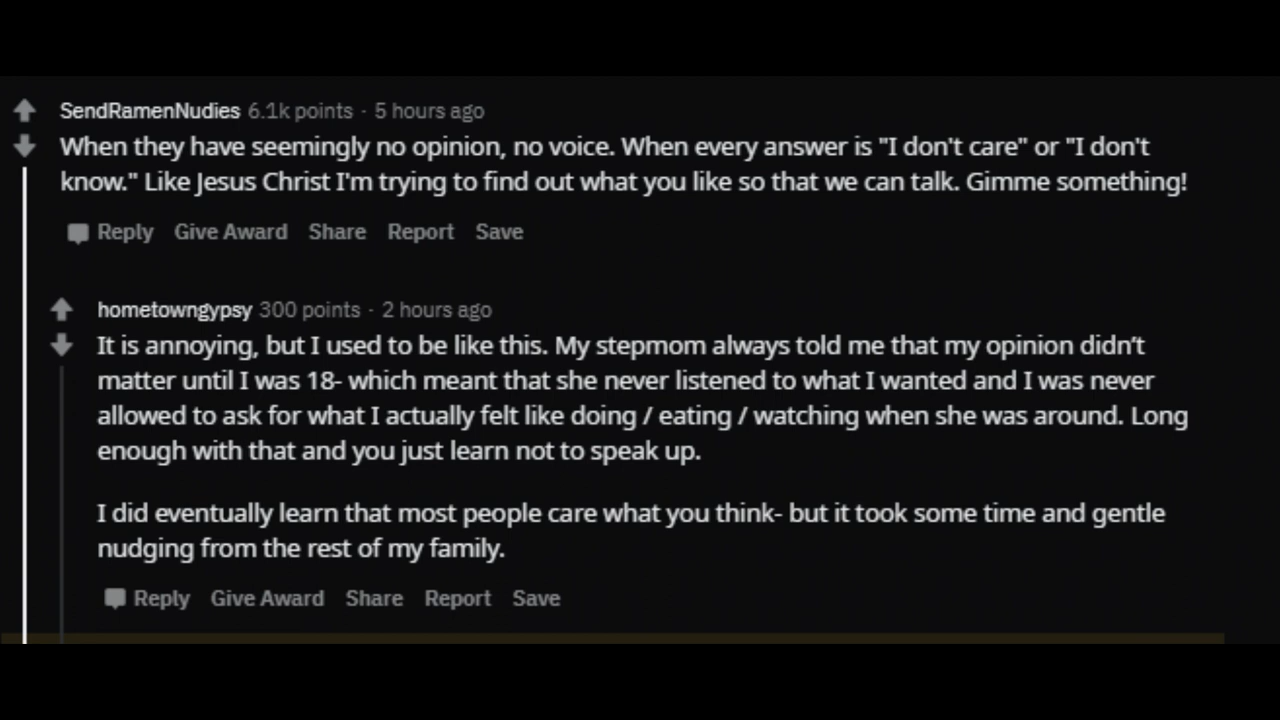 SendRamenNudies 6.1k points · 5 hours ago
When they have seemingly no opinion, no voice. When every answer is "I don't care" or "I don't
know." Like Jesus Christ I'm trying to find out what you like so that we can talk. Gimme something!
Reply Give Award Share Report Save
hometowngypsy 300 points · 2 hours ago
It is annoying, but I used to be like this. My stepmom always told me that my opinion didn’t
matter until I was 18- which meant that she never listened to what I wanted and I was never
allowed to ask for what I actually felt like doing / eating / watching when she was around. Long
enough with that and you just learn not to speak up.
I did eventually learn that most people care what you think- but it took some time and gentle
nudging from the rest of my family.
Reply Give Award Share Report Save